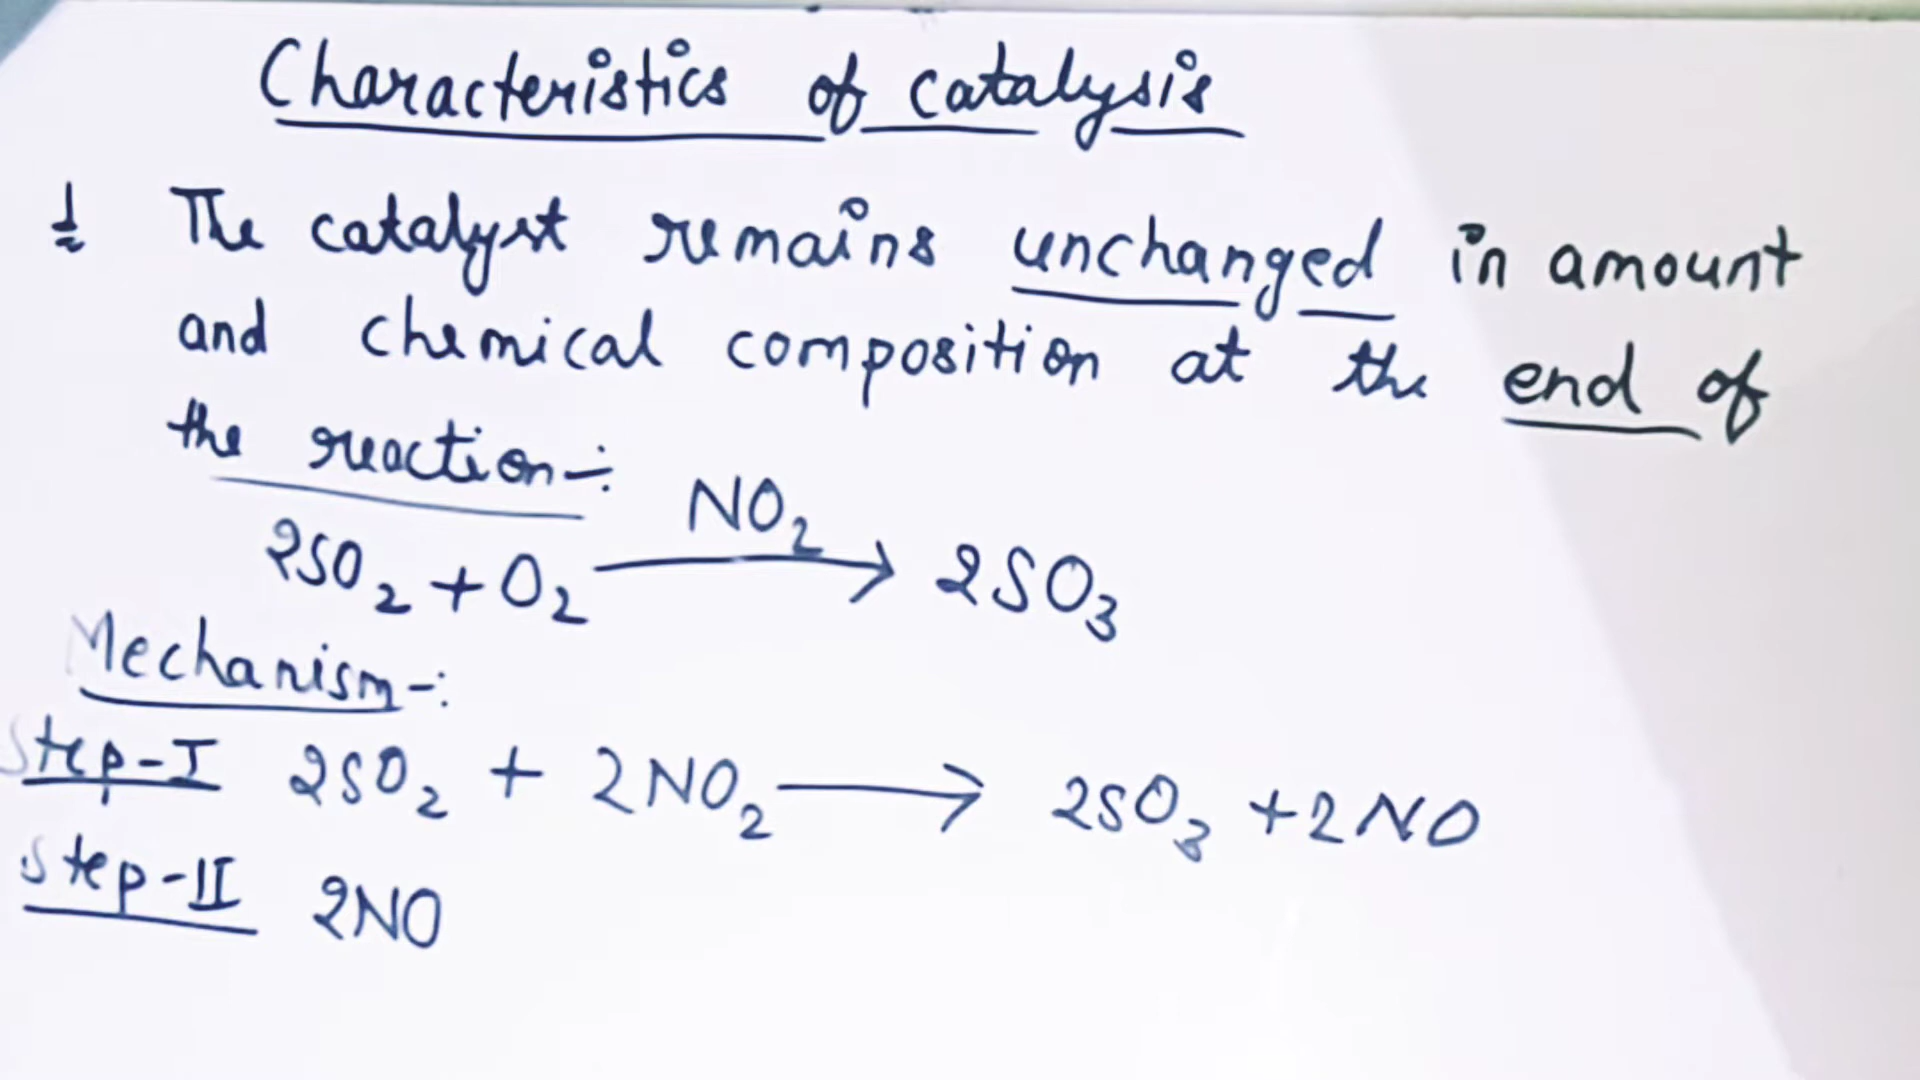 Characteristics of catalysis
1 The catalyst remains unchanged in amount
and chemical composition at the end of
the reaction -:
2SO₂ + O₂ —NO₂→ 2SO₃
Mechanism -:
Step-I 2SO₂ + 2NO₂ ⟶ 2SO₃ + 2NO
Step-II 2NO